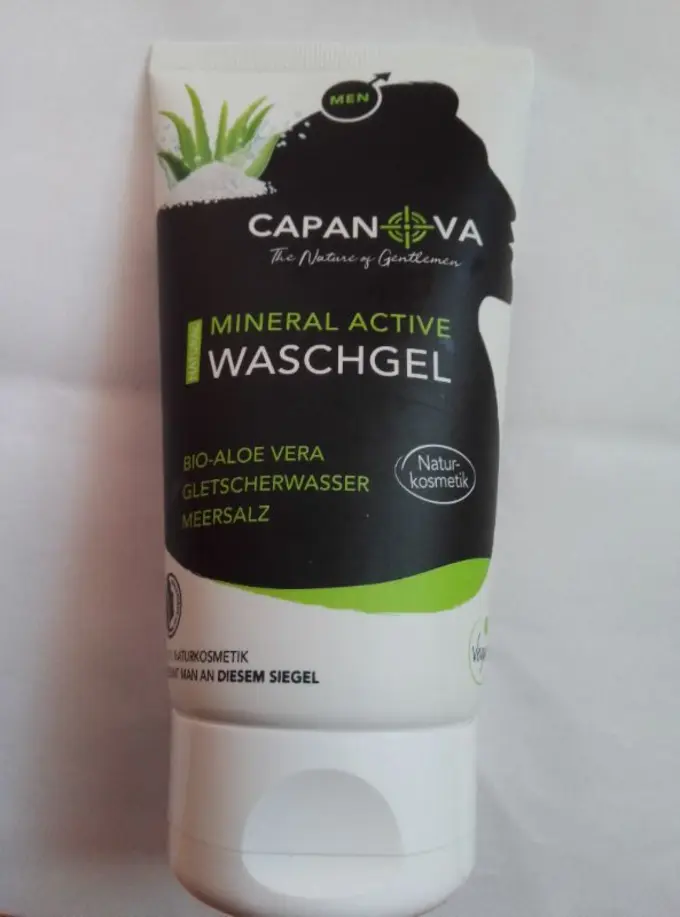 MEN
CAPANOVA
The Nature of Gentlemen
NATURAL
MINERAL ACTIVE
WASCHGEL
BIO-ALOE VERA
GLETSCHERWASSER
MEERSALZ
Natur-
kosmetik
NATURKOSMETIK
MAN AN DIESEM SIEGEL